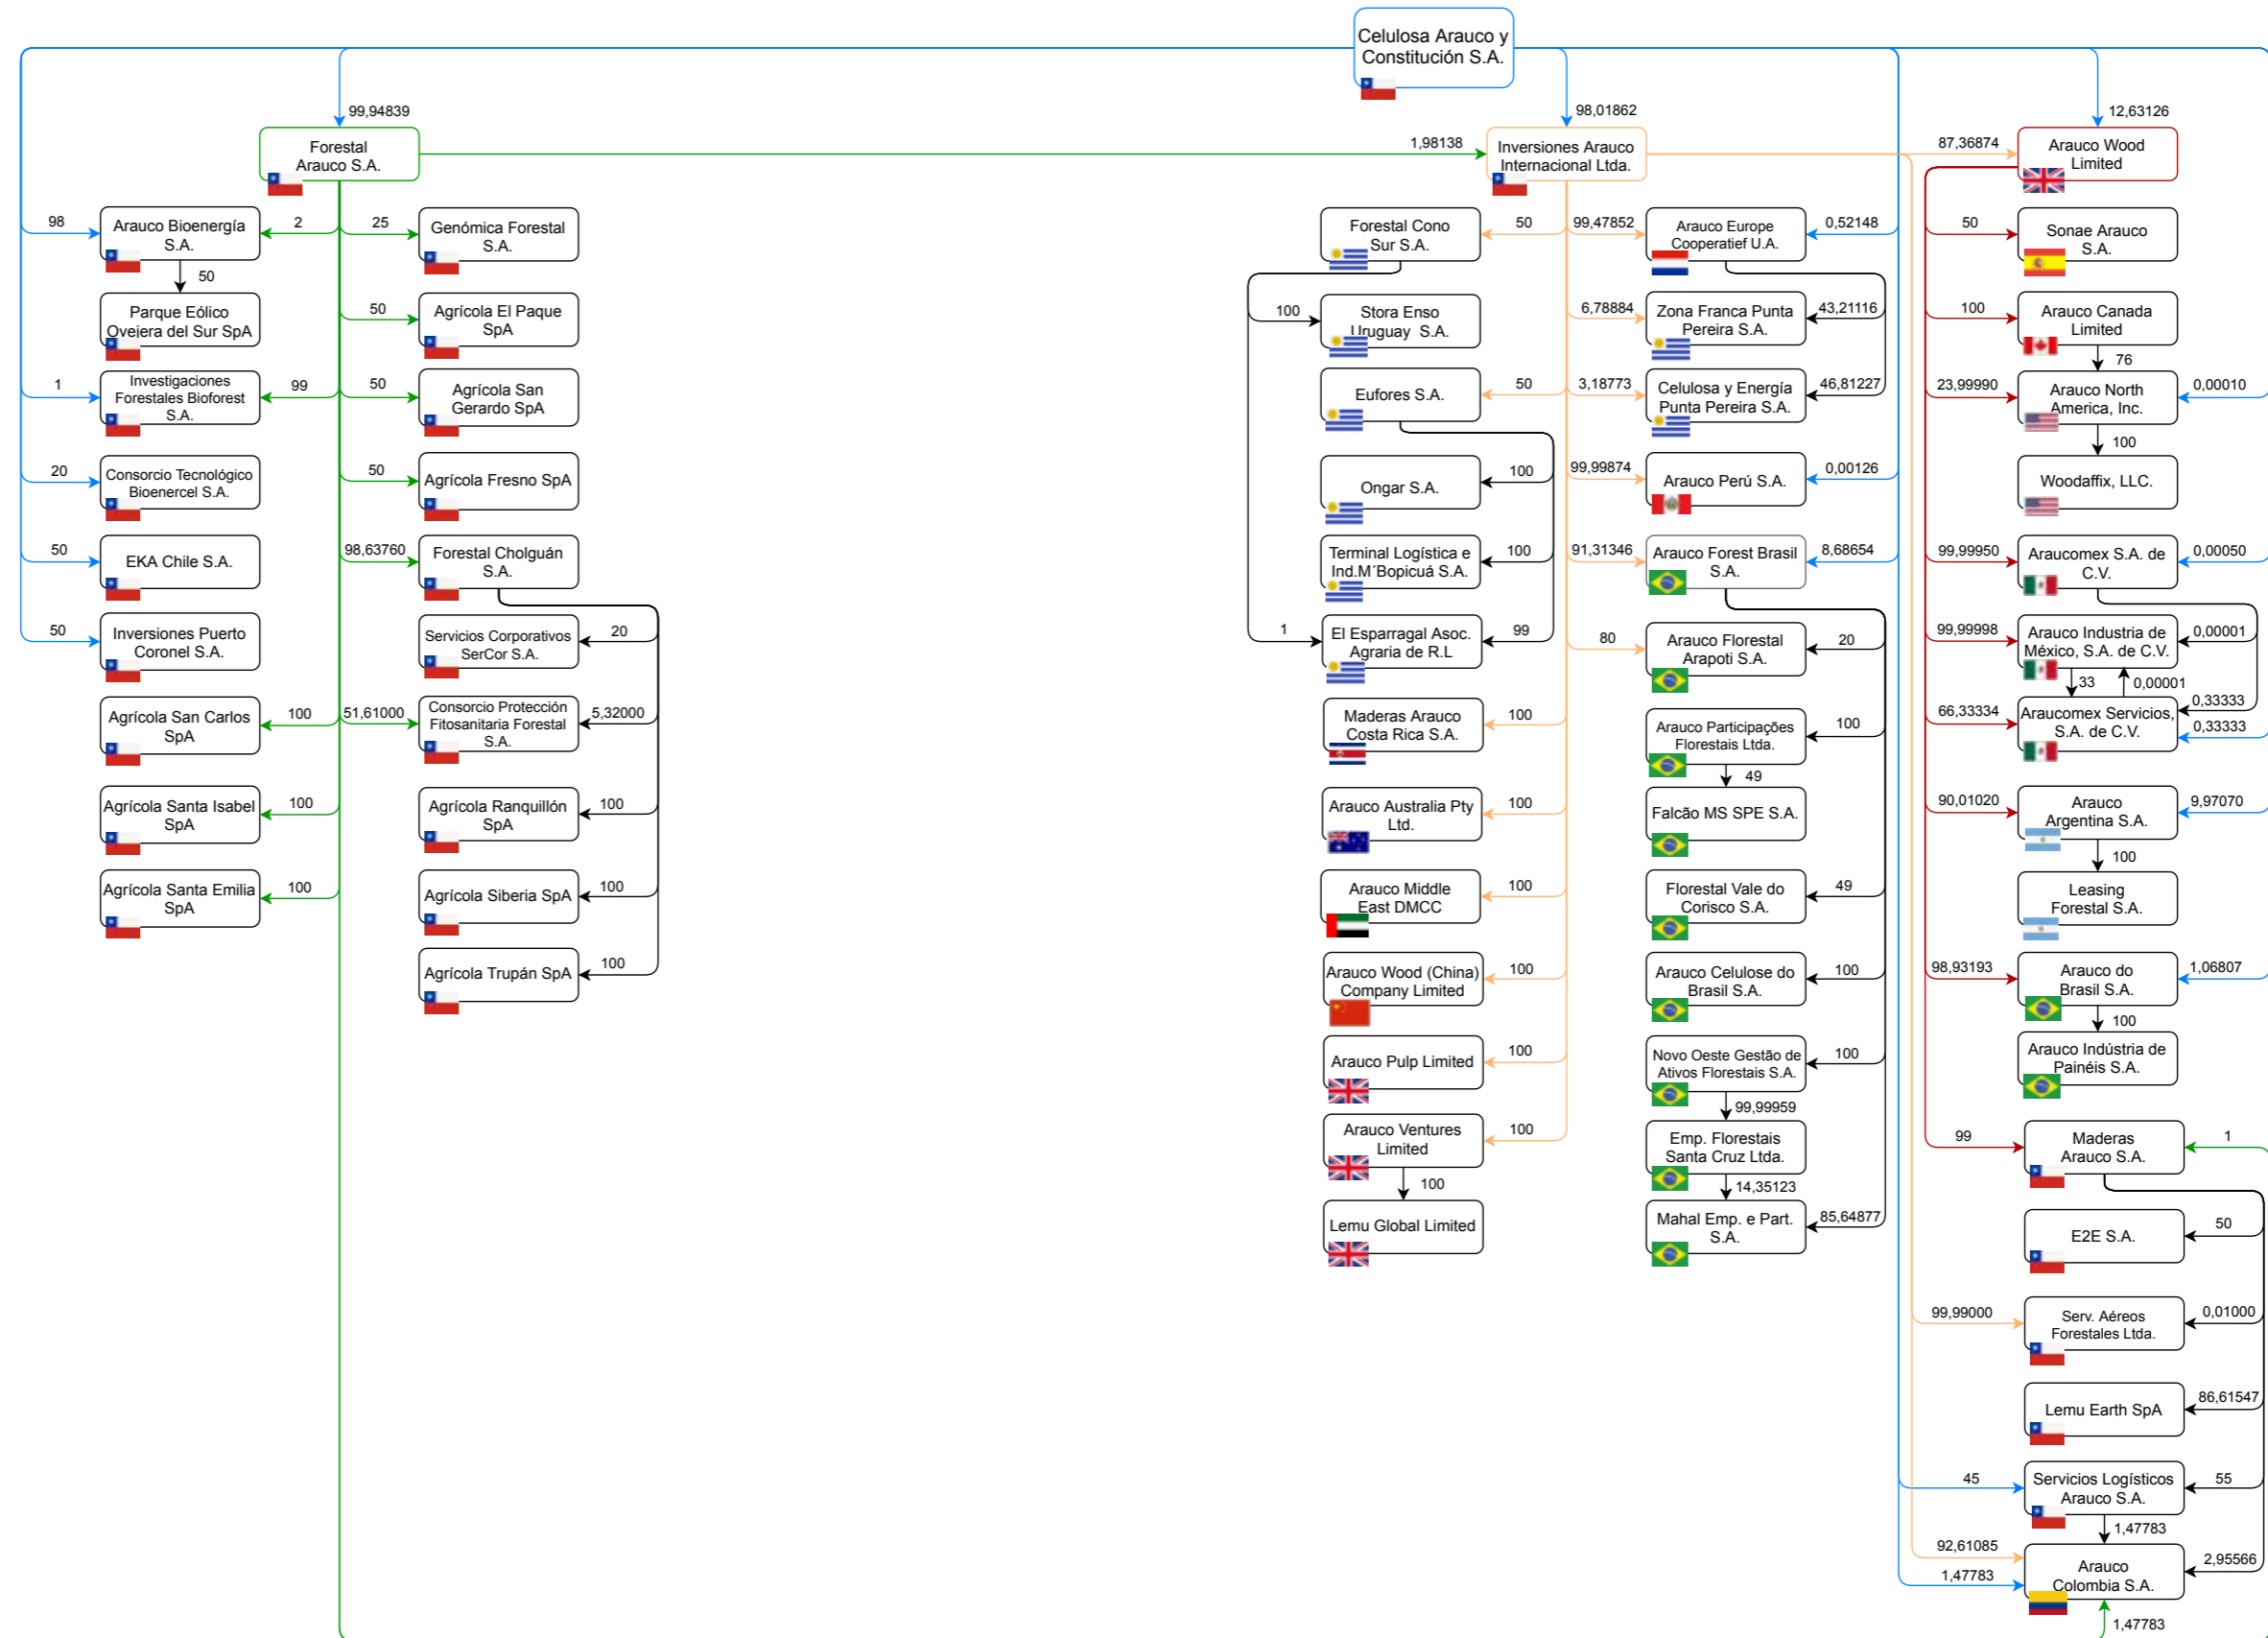 Celulosa Arauco y
Constitución S.A.
99,94839
98,01862
12,63126
Forestal
Arauco S.A.
1,98138
Inversiones Arauco
Internacional Ltda.
87,36874
Arauco Wood
Limited
98
Arauco Bioenergía
S.A.
2
25
Genómica Forestal
S.A.
Forestal Cono
Sur S.A.
50
99,47852
Arauco Europe
Cooperatief U.A.
0,52148
50
Sonae Arauco
S.A.
50
Parque Eólico
Ovejera del Sur SpA
50
Agrícola El Paque
SpA
100
Stora Enso
Uruguay S.A.
6,78884
Zona Franca Punta
Pereira S.A.
43,21116
100
Arauco Canada
Limited
76
1
Investigaciones
Forestales Bioforest
S.A.
99
50
Agrícola San
Gerardo SpA
Eufores S.A.
50
3,18773
Celulosa y Energía
Punta Pereira S.A.
46,81227
23,99990
Arauco North
America, Inc.
0,00010
100
20
Consorcio Tecnológico
Bioenercel S.A.
50
Agrícola Fresno SpA
Ongar S.A.
100
99,99874
Arauco Perú S.A.
0,00126
Woodaffix, LLC.
50
EKA Chile S.A.
98,63760
Forestal Cholguán
S.A.
Terminal Logística e
Ind.M´Bopicuá S.A.
100
91,31346
Arauco Forest Brasil
S.A.
8,68654
99,99950
Araucomex S.A. de
C.V.
0,00050
50
Inversiones Puerto
Coronel S.A.
Servicios Corporativos
SerCor S.A.
20
1
El Esparragal Asoc.
Agraria de R.L
99
80
Arauco Florestal
Arapoti S.A.
20
99,99998
Arauco Industria de
México, S.A. de C.V.
0,00001
33
0,00001
Agrícola San Carlos
SpA
100
51,61000
Consorcio Protección
Fitosanitaria Forestal
S.A.
5,32000
Maderas Arauco
Costa Rica S.A.
100
Arauco Participações
Florestais Ltda.
100
49
66,33334
Araucomex Servicios,
S.A. de C.V.
0,33333
0,33333
Agrícola Santa Isabel
SpA
100
Agrícola Ranquillón
SpA
100
Arauco Australia Pty
Ltd.
100
Falcão MS SPE S.A.
90,01020
Arauco
Argentina S.A.
9,97070
100
Agrícola Santa Emilia
SpA
100
Agrícola Siberia SpA
100
Arauco Middle
East DMCC
100
Florestal Vale do
Corisco S.A.
49
Leasing
Forestal S.A.
Agrícola Trupán SpA
100
Arauco Wood (China)
Company Limited
100
Arauco Celulose do
Brasil S.A.
100
98,93193
Arauco do
Brasil S.A.
1,06807
100
Arauco Pulp Limited
100
Novo Oeste Gestão de
Ativos Florestais S.A.
100
99,99959
Arauco Indústria de
Painéis S.A.
Arauco Ventures
Limited
100
100
Emp. Florestais
Santa Cruz Ltda.
14,35123
99
Maderas
Arauco S.A.
1
Lemu Global Limited
Mahal Emp. e Part.
S.A.
85,64877
E2E S.A.
50
99,99000
Serv. Aéreos
Forestales Ltda.
0,01000
Lemu Earth SpA
86,61547
45
Servicios Logísticos
Arauco S.A.
55
1,47783
92,61085
1,47783
Arauco
Colombia S.A.
2,95566
1,47783